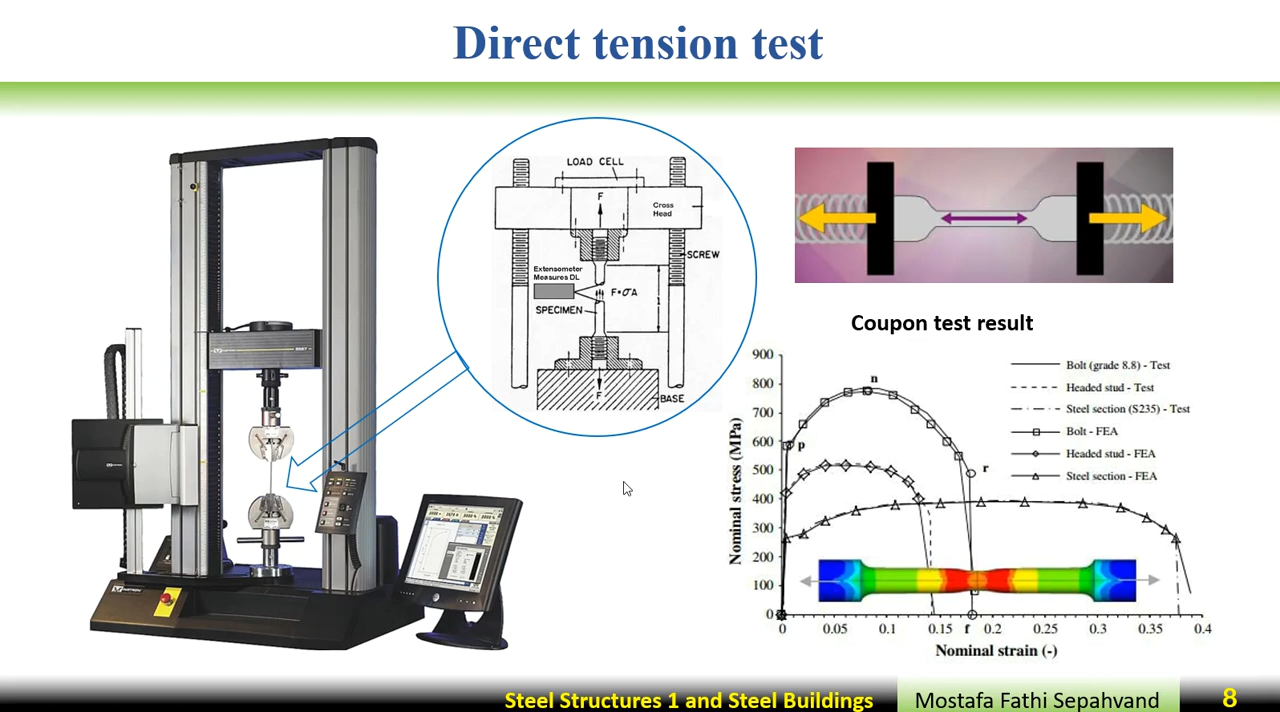 Direct tension test
LOAD CELL
F
Cross
Head
SCREW
Extensometer
Measures DL
F=σA
SPECIMEN
F
BASE
Coupon test result
900
800
700
600
500
400
300
200
100
0
Nominal stress (MPa)
n
p
r
f
Bolt (grade 8.8) - Test
Headed stud - Test
Steel section (S235) - Test
Bolt - FEA
Headed stud - FEA
Steel section - FEA
0 0.05 0.1 0.15 0.2 0.25 0.3 0.35 0.4
Nominal strain (-)
Steel Structures 1 and Steel Buildings
Mostafa Fathi Sepahvand
8